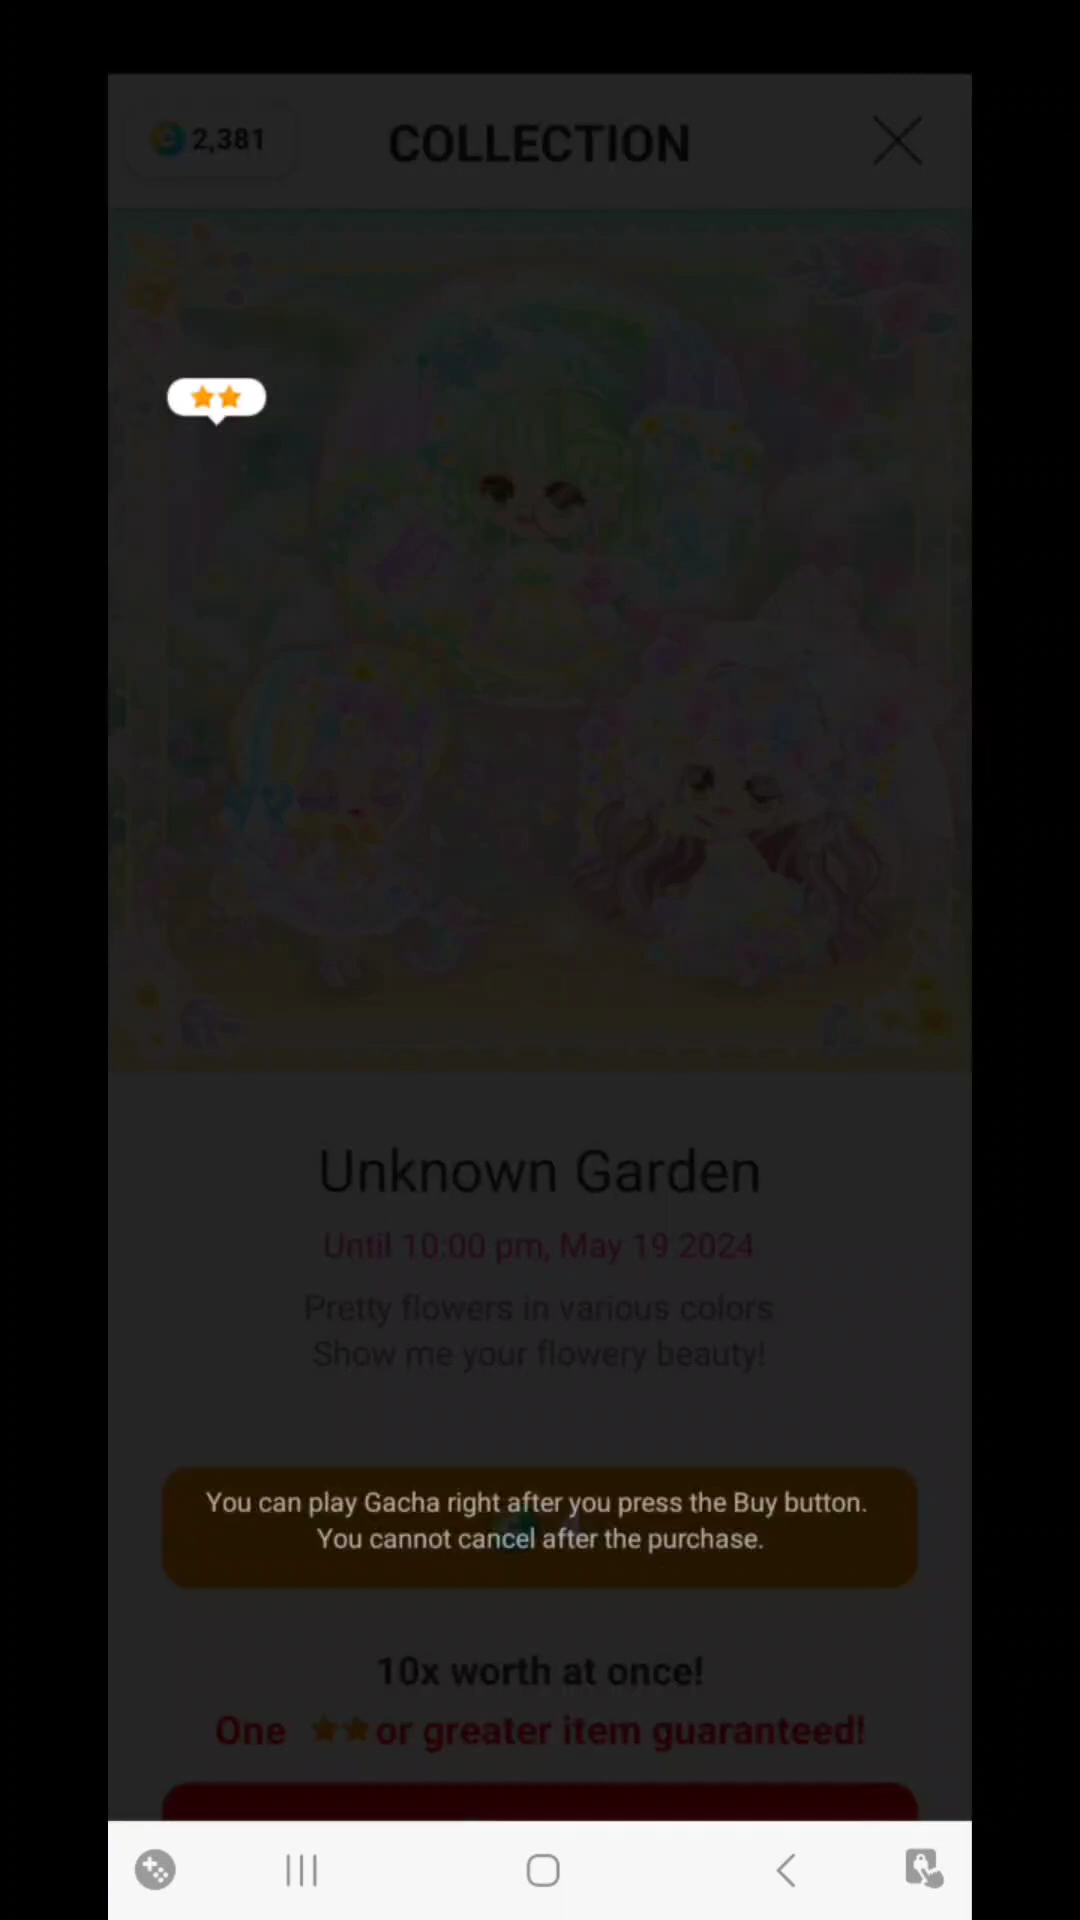 2,381
COLLECTION
Unknown Garden
Until 10:00 pm, May 19 2024
Pretty flowers in various colors
Show me your flowery beauty!
You can play Gacha right after you press the Buy button.
You cannot cancel after the purchase.
10x worth at once!
One ★★ or greater item guaranteed!